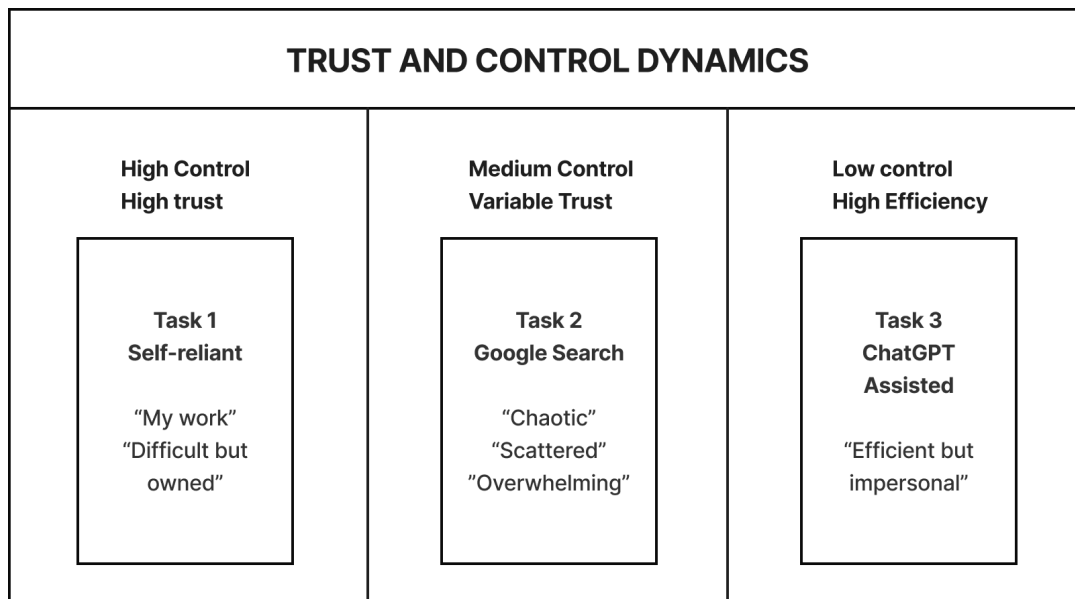 TRUST AND CONTROL DYNAMICS
High Control
High trust
Task 1
Self-reliant
“My work”
“Difficult but
owned”
Medium Control
Variable Trust
Task 2
Google Search
“Chaotic”
“Scattered”
”Overwhelming”
Low control
High Efficiency
Task 3
ChatGPT
Assisted
“Efficient but
impersonal”